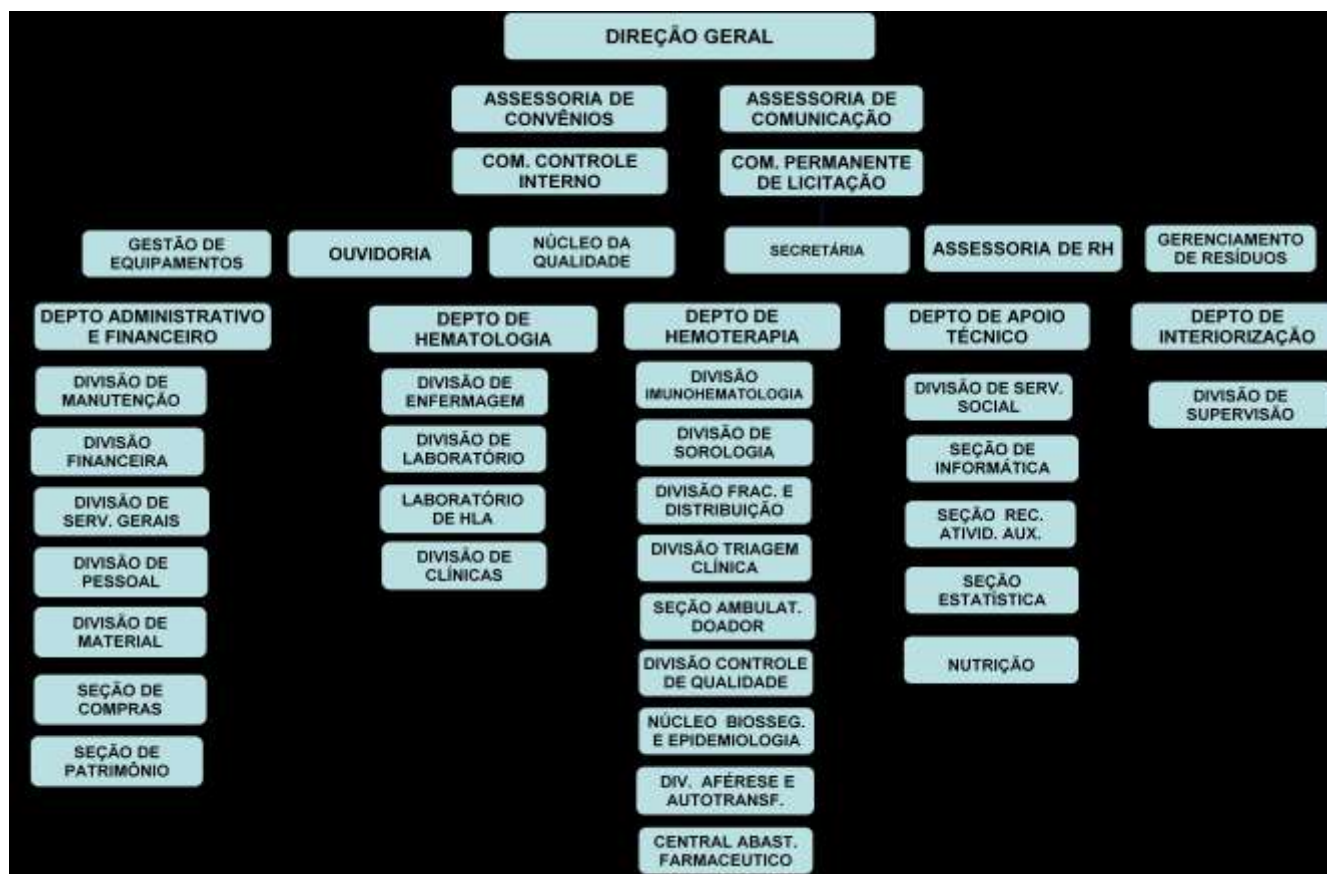 DIREÇÃO GERAL
ASSESSORIA DE
CONVÊNIOS
ASSESSORIA DE
COMUNICAÇÃO
COM. CONTROLE
INTERNO
COM. PERMANENTE
DE LICITAÇÃO
GESTÃO DE
EQUIPAMENTOS
OUVIDORIA
NÚCLEO DA
QUALIDADE
SECRETÁRIA
ASSESSORIA DE RH
GERENCIAMENTO
DE RESÍDUOS
DEPTO ADMINISTRATIVO
E FINANCEIRO
DIVISÃO DE
MANUTENÇÃO
DIVISÃO
FINANCEIRA
DIVISÃO DE
SERV. GERAIS
DIVISÃO DE
PESSOAL
DIVISÃO DE
MATERIAL
SEÇÃO DE
COMPRAS
SEÇÃO DE
PATRIMÔNIO
DEPTO DE
HEMATOLOGIA
DIVISÃO DE
ENFERMAGEM
DIVISÃO DE
LABORATÓRIO
LABORATÓRIO
DE HLA
DIVISÃO DE
CLÍNICAS
DEPTO DE
HEMOTERAPIA
DIVISÃO
IMUNOHEMATOLOGIA
DIVISÃO DE
SOROLOGIA
DIVISÃO FRAC. E
DISTRIBUIÇÃO
DIVISÃO TRIAGEM
CLÍNICA
SEÇÃO AMBULAT.
DOADOR
DIVISÃO CONTROLE
DE QUALIDADE
NÚCLEO BIOSSEG.
E EPIDEMIOLOGIA
DIV. AFÉRESE E
AUTOTRANSF.
CENTRAL ABAST.
FARMACEUTICO
DEPTO DE APOIO
TÉCNICO
DIVISÃO DE SERV.
SOCIAL
SEÇÃO DE
INFORMÁTICA
SEÇÃO REC.
ATIVID. AUX.
SEÇÃO
ESTATÍSTICA
NUTRIÇÃO
DEPTO DE
INTERIORIZAÇÃO
DIVISÃO DE
SUPERVISÃO